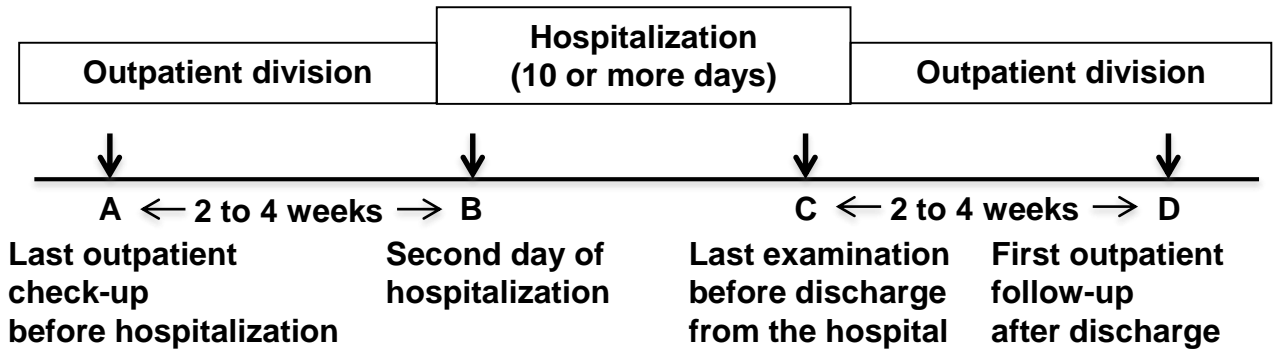 Hospitalization
(10 or more days)
Outpatient division
Outpatient division
A ← 2 to 4 weeks → B
C ← 2 to 4 weeks → D
Last outpatient
check-up
before hospitalization
Second day of
hospitalization
Last examination
before discharge
from the hospital
First outpatient
follow-up
after discharge